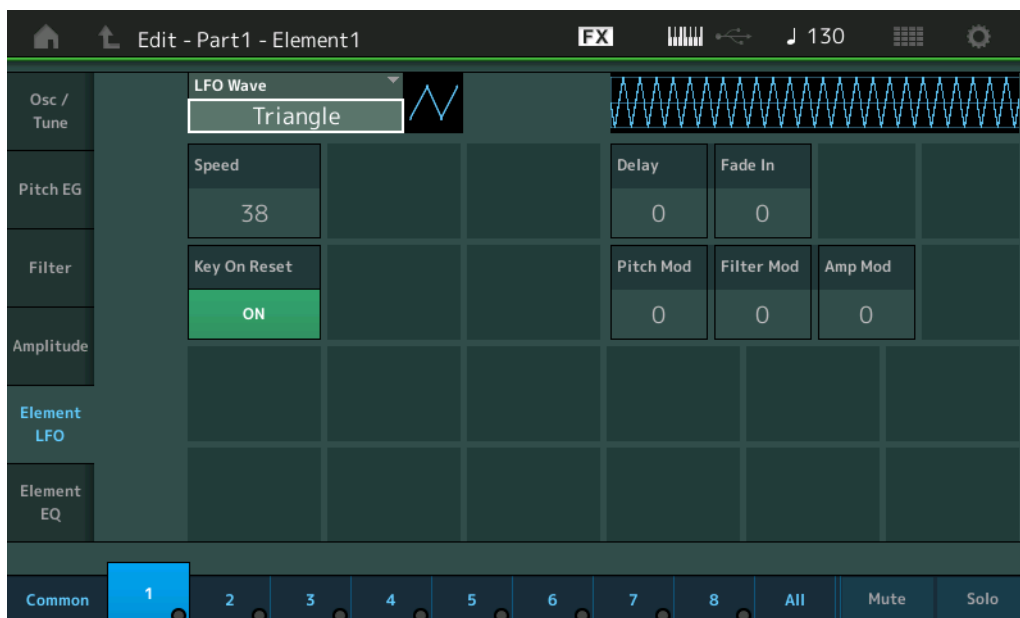 Edit - Part1 - Element1
FX
130
Osc /
Tune
Pitch EG
Filter
Amplitude
Element
LFO
Element
EQ
LFO Wave
Triangle
Speed
38
Delay
0
Fade In
0
Key On Reset
ON
Pitch Mod
0
Filter Mod
0
Amp Mod
0
Common
1
2
3
4
5
6
7
8
All
Mute
Solo